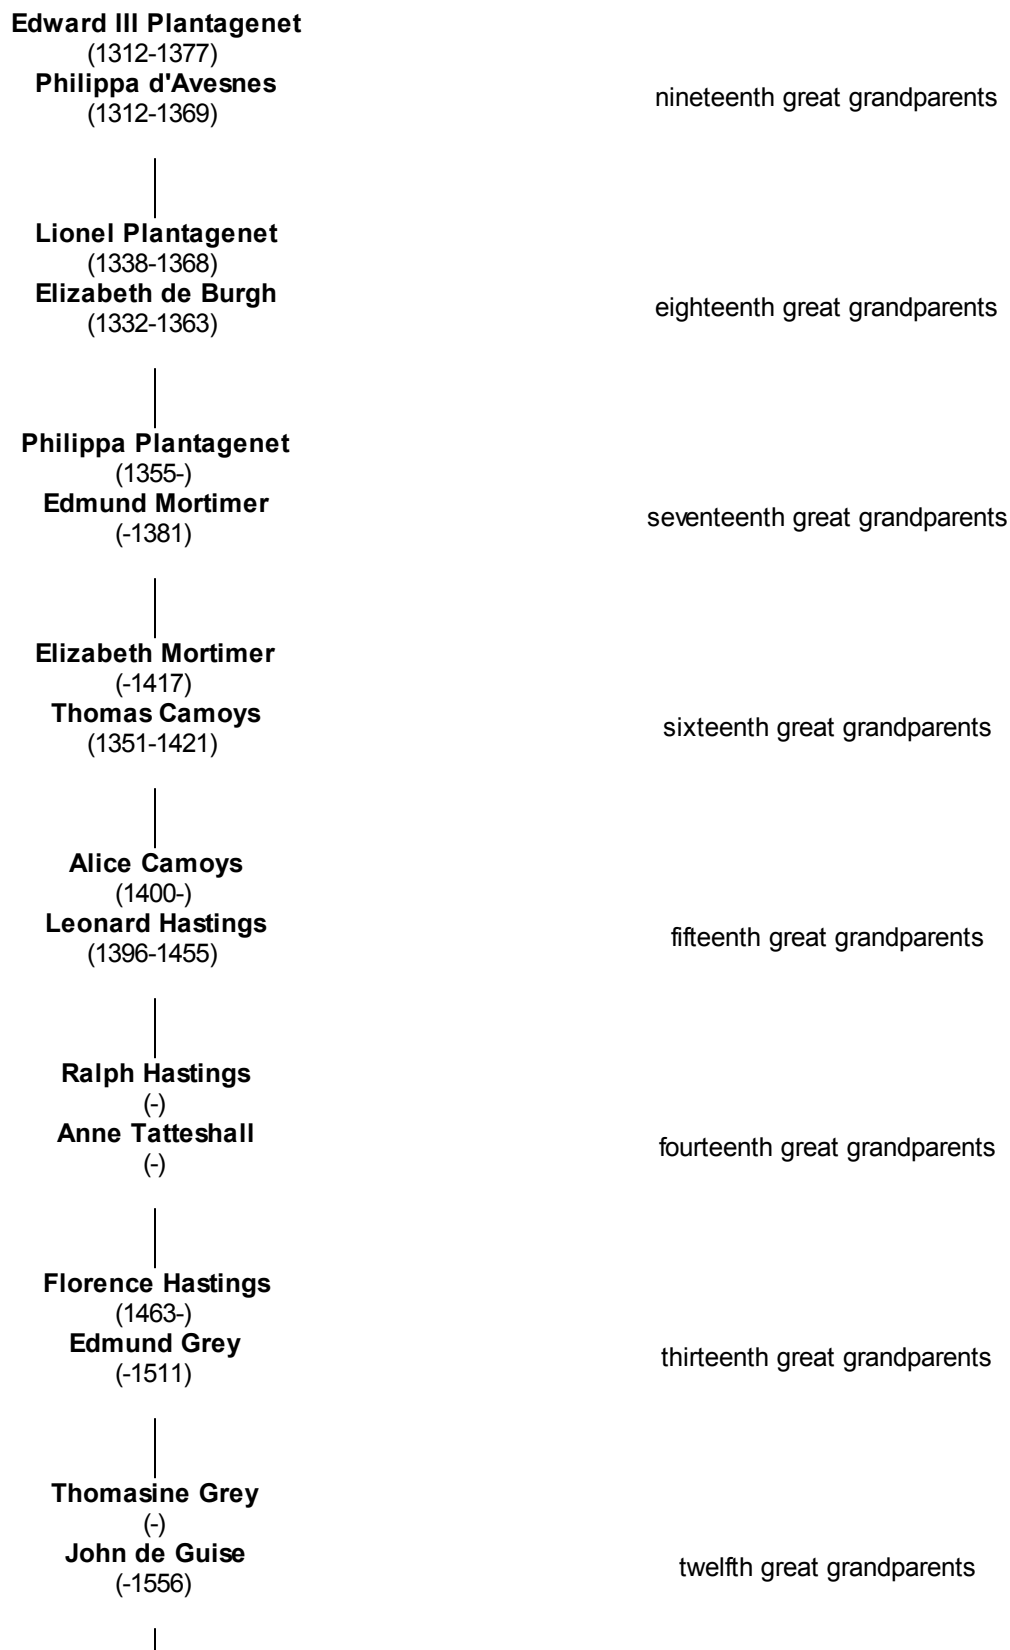 Edward III Plantagenet
(1312-1377)
Philippa d'Avesnes
(1312-1369)
nineteenth great grandparents
Lionel Plantagenet
(1338-1368)
Elizabeth de Burgh
(1332-1363)
eighteenth great grandparents
Philippa Plantagenet
(1355-)
Edmund Mortimer
(-1381)
seventeenth great grandparents
Elizabeth Mortimer
(-1417)
Thomas Camoys
(1351-1421)
sixteenth great grandparents
Alice Camoys
(1400-)
Leonard Hastings
(1396-1455)
fifteenth great grandparents
Ralph Hastings
(-)
Anne Tatteshall
(-)
fourteenth great grandparents
Florence Hastings
(1463-)
Edmund Grey
(-1511)
thirteenth great grandparents
Thomasine Grey
(-)
John de Guise
(-1556)
twelfth great grandparents